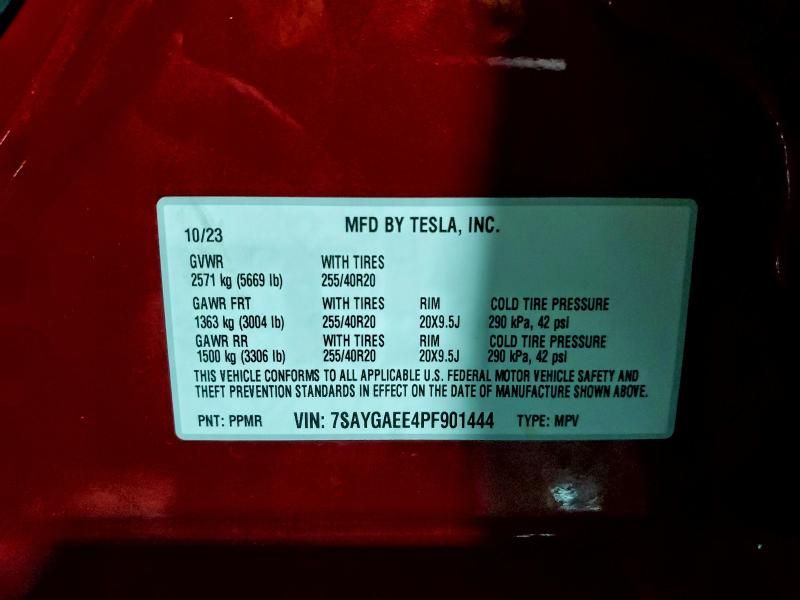 MFD BY TESLA, INC.
10/23
GVWR WITH TIRES
2571 kg (5669 lb) 255/40R20
GAWR FRT WITH TIRES RIM COLD TIRE PRESSURE
1363 kg (3004 lb) 255/40R20 20X9.5J 290 kPa, 42 psi
GAWR RR WITH TIRES RIM COLD TIRE PRESSURE
1500 kg (3306 lb) 255/40R20 20X9.5J 290 kPa, 42 psi
THIS VEHICLE CONFORMS TO ALL APPLICABLE U.S. FEDERAL MOTOR VEHICLE SAFETY AND
THEFT PREVENTION STANDARDS IN EFFECT ON THE DATE OF MANUFACTURE SHOWN ABOVE.
PNT: PPMR VIN: 7SAYGAEE4PF901444 TYPE: MPV